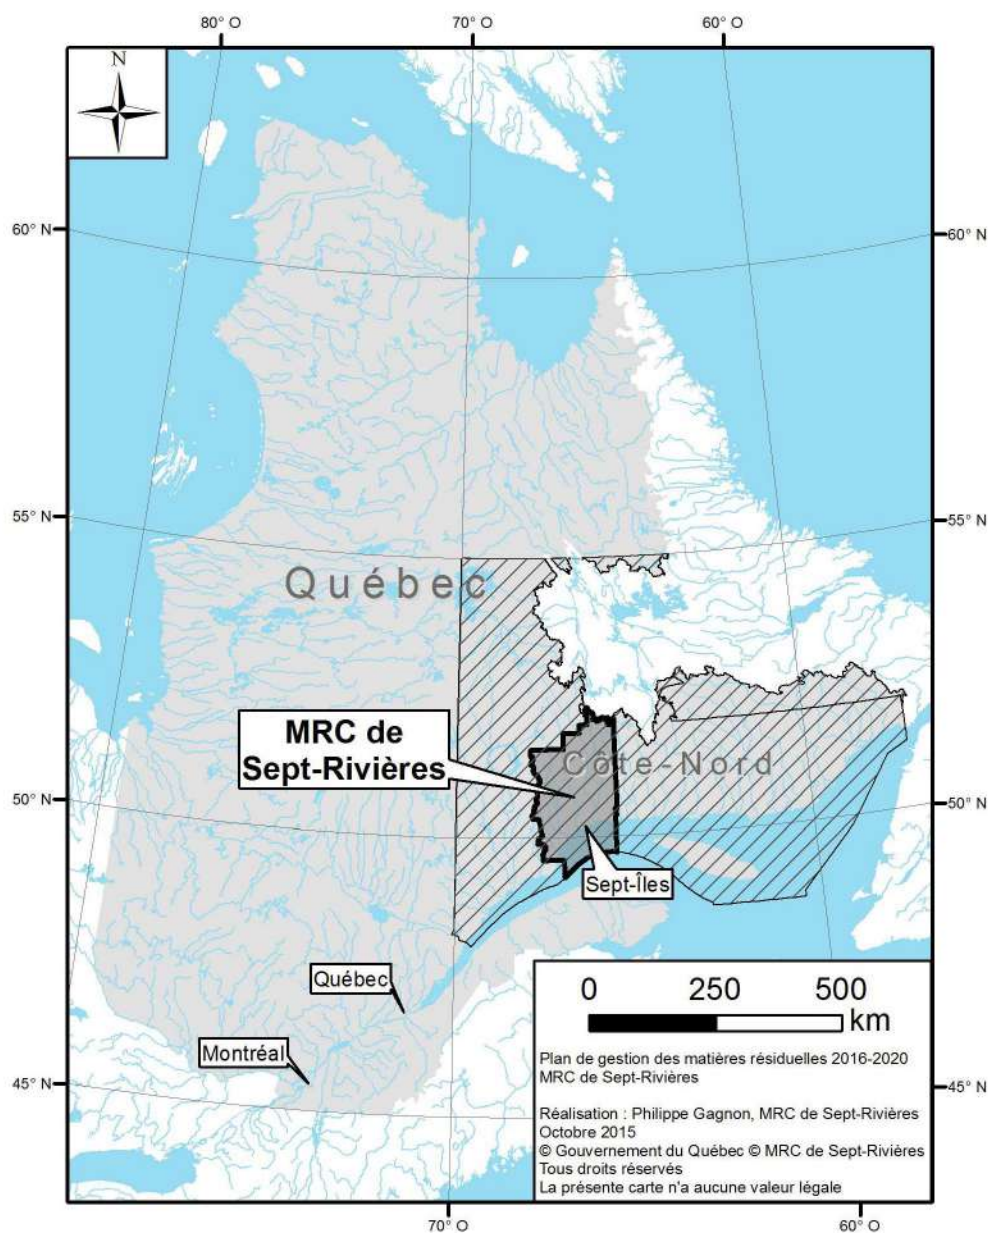 80° O
70° O
60° O
N
60° N
60° N
55° N
55° N
Québec
MRC de
Sept-Rivières
Côte-Nord
50° N
50° N
Sept-Îles
Québec
Montréal
45° N
45° N
0 250 500
km
Plan de gestion des matières résiduelles 2016-2020
MRC de Sept-Rivières
Réalisation : Philippe Gagnon, MRC de Sept-Rivières
Octobre 2015
© Gouvernement du Québec © MRC de Sept-Rivières
Tous droits réservés
La présente carte n'a aucune valeur légale
70° O
60° O